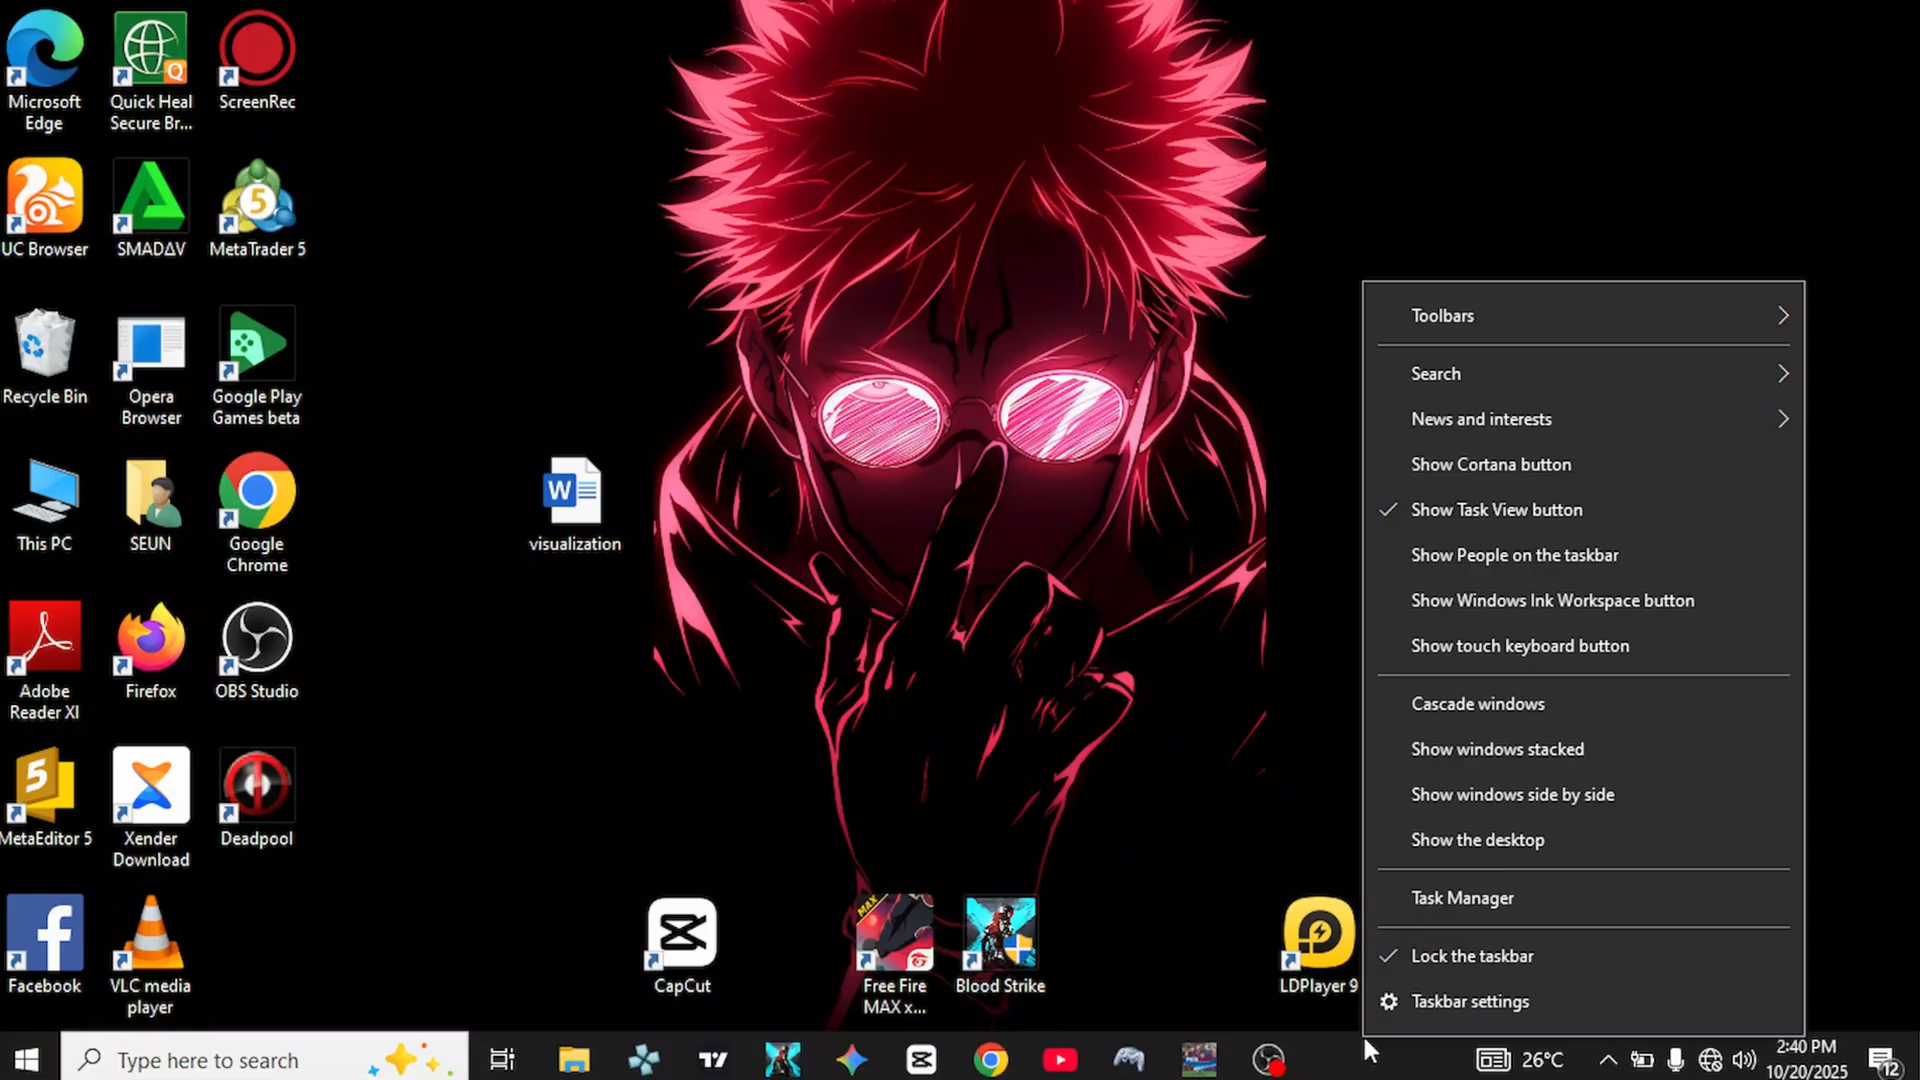 Microsoft
Edge
Quick Heal
Secure Br...
ScreenRec
UC Browser
SMADΔV
5
MetaTrader 5
Recycle Bin
Opera
Browser
Google Play
Games beta
This PC
SEUN
Google
Chrome
W
visualization
Adobe
Reader XI
Firefox
OBS Studio
5
MetaEditor 5
Xender
Download
Deadpool
Facebook
VLC media
player
CapCut
MAX
Free Fire
MAX x...
Blood Strike
LDPlayer 9
Toolbars
Search
News and interests
Show Cortana button
Show Task View button
Show People on the taskbar
Show Windows Ink Workspace button
Show touch keyboard button
Cascade windows
Show windows stacked
Show windows side by side
Show the desktop
Task Manager
Lock the taskbar
Taskbar settings
Type here to search
26°C
2:40 PM
10/20/2025
12